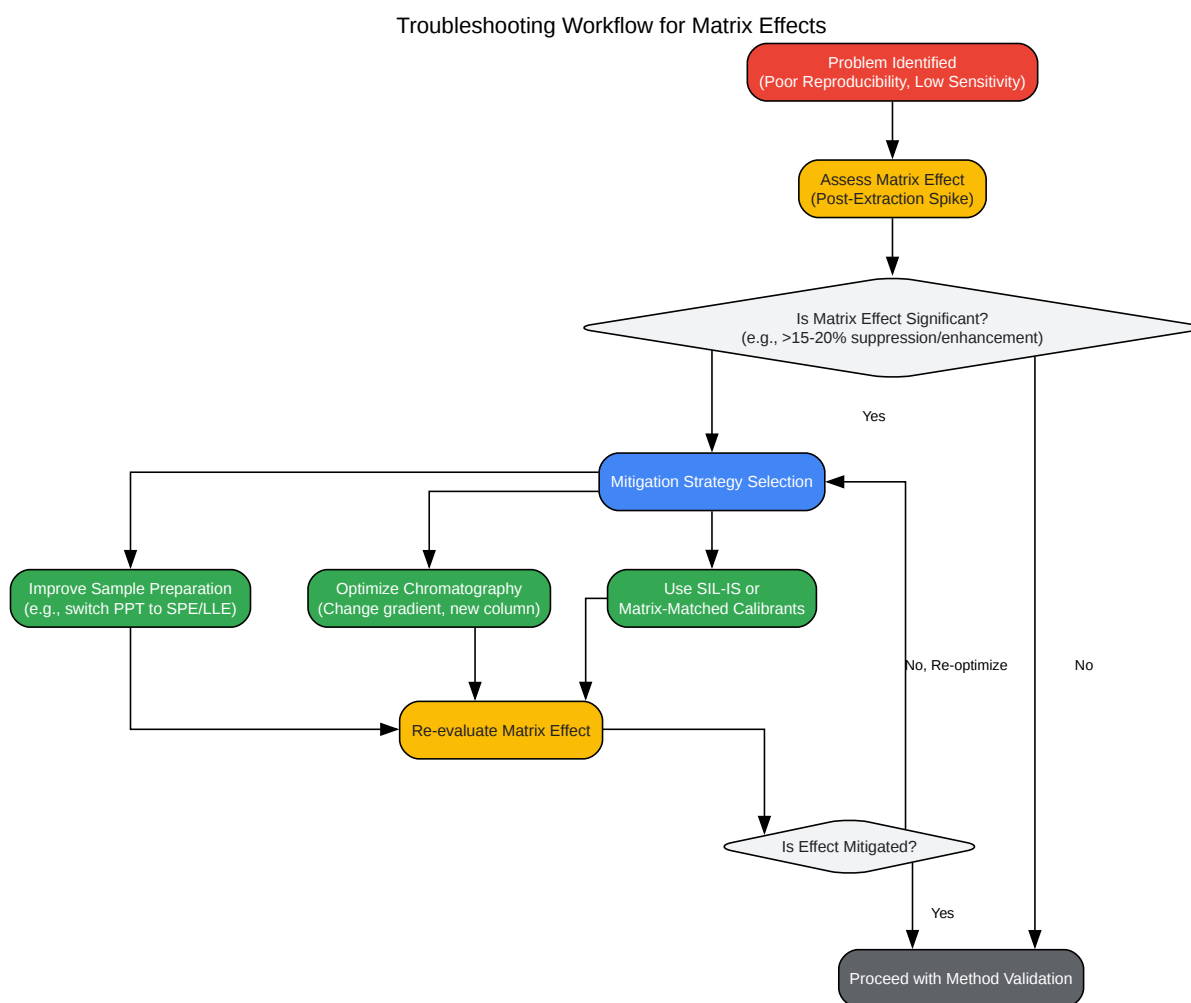 Troubleshooting Workflow for Matrix Effects
Problem Identified
(Poor Reproducibility, Low Sensitivity)
Assess Matrix Effect
(Post-Extraction Spike)
Is Matrix Effect Significant?
(e.g., >15-20% suppression/enhancement)
Yes
Mitigation Strategy Selection
Improve Sample Preparation
(e.g., switch PPT to SPE/LLE)
Optimize Chromatography
(Change gradient, new column)
Use SIL-IS or
Matrix-Matched Calibrants
No, Re-optimize
No
Re-evaluate Matrix Effect
Is Effect Mitigated?
Yes
Proceed with Method Validation